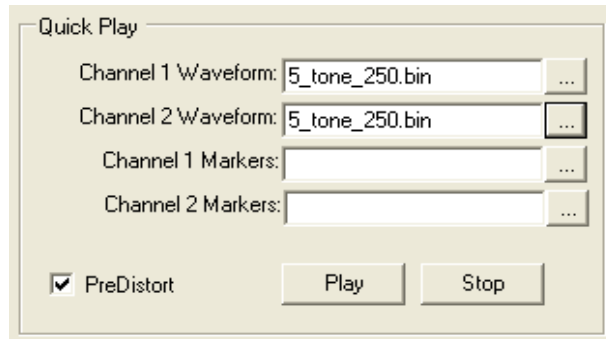 Quick Play
Channel 1 Waveform: 5_tone_250.bin ...
Channel 2 Waveform: 5_tone_250.bin ...
Channel 1 Markers: ...
Channel 2 Markers: ...
PreDistort Play Stop